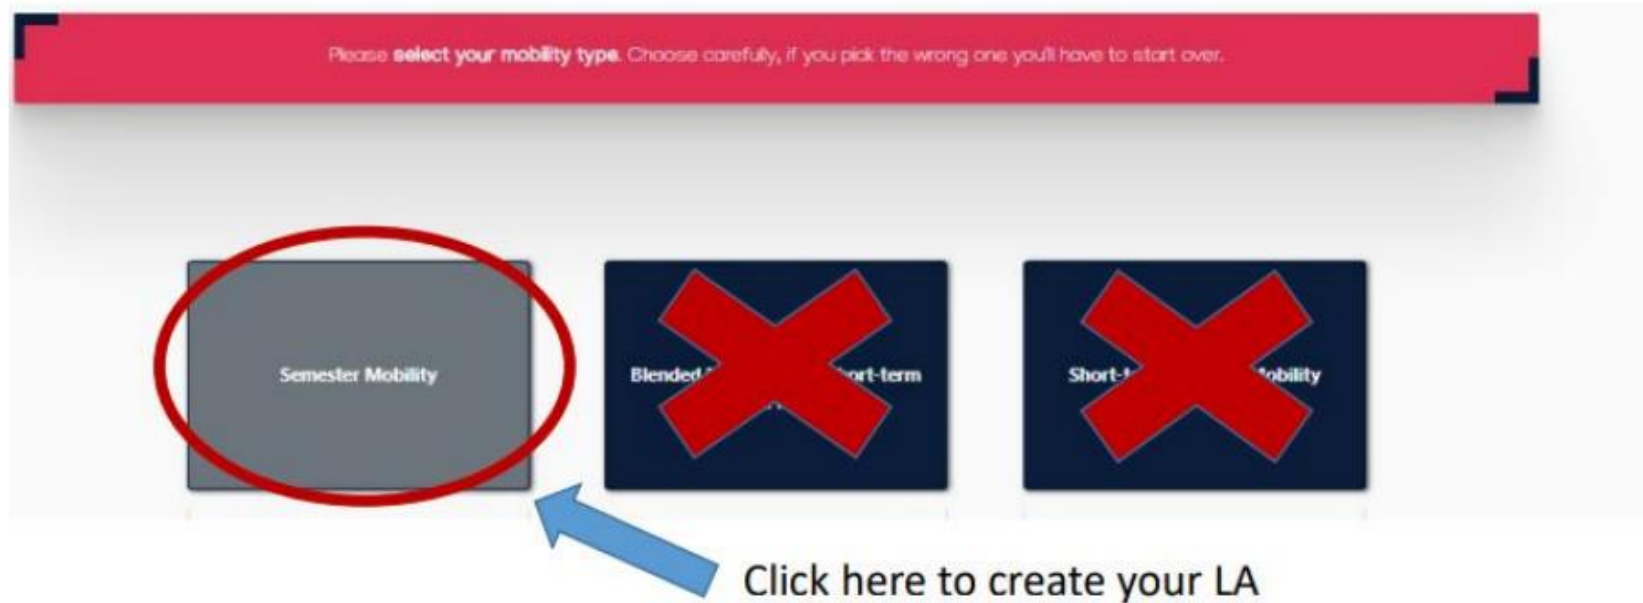 Please select your mobility type. Choose carefully, if you pick the wrong one you'll have to start over.
Semester Mobility
Blended ort-term
Short- obility
Click here to create your LA